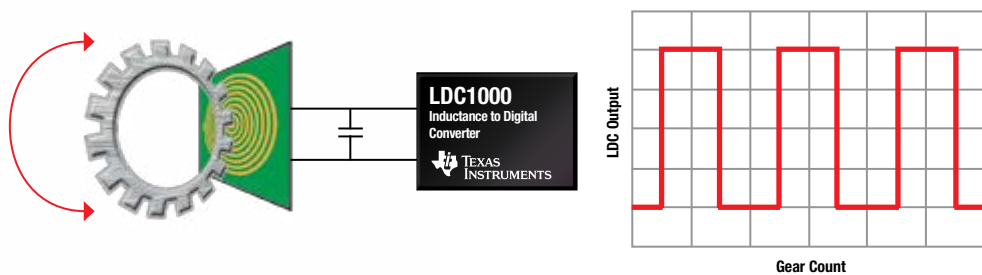 LDC1000
Inductance to Digital
Converter
TEXAS
INSTRUMENTS
LDC Output
Gear Count